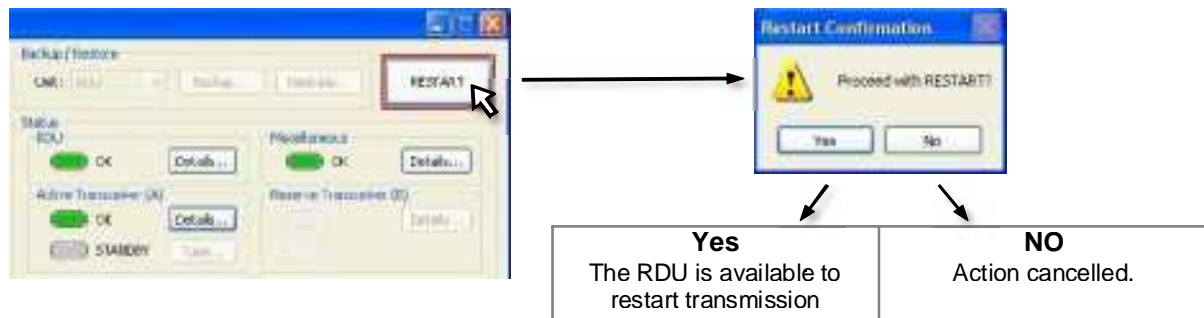 Backup / Restore
Unit: RDU Backup... Restore... RESTART
Status
RDU Miscellaneous
OK Details... OK Details...
Active Transceiver (A) Reserve Transceiver (B)
OK Details... Details...
STANDBY
Restart Confirmation
Proceed with RESTART?
Yes No
Yes
The RDU is available to
restart transmission
NO
Action cancelled.